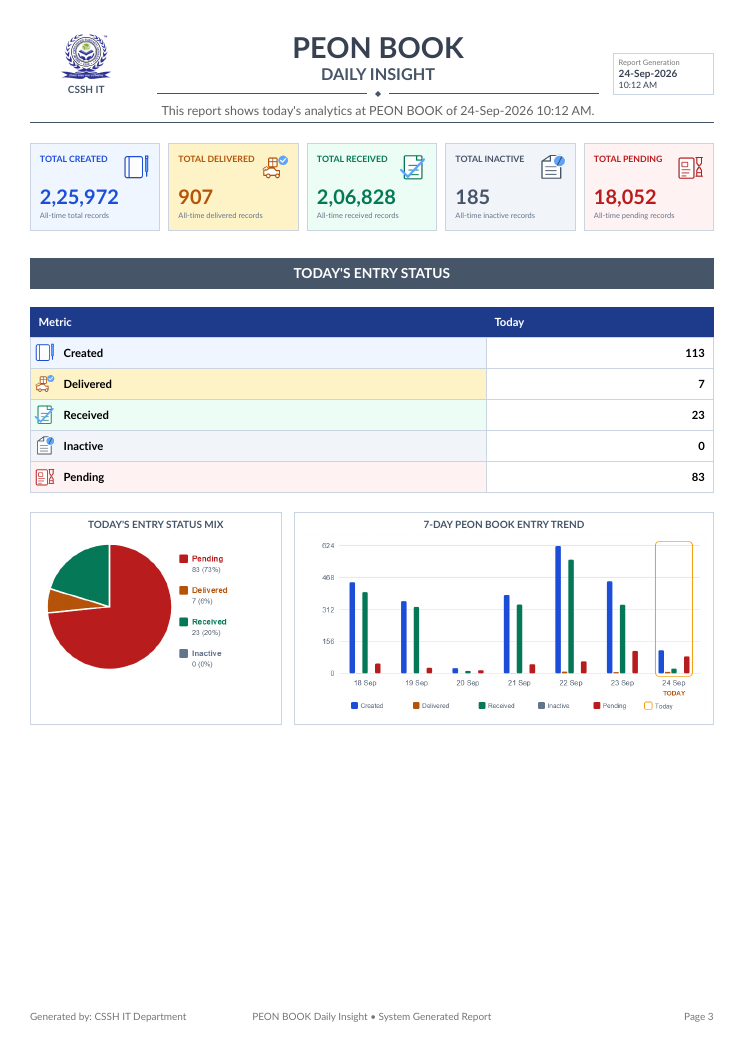 CSSH IT
PEON BOOK
DAILY INSIGHT
This report shows today's analytics at PEON BOOK of 24-Sep-2026 10:12 AM.
Report Generation
24-Sep-2026
10:12 AM
TOTAL CREATED
2,25,972
All-time total records
TOTAL DELIVERED
907
All-time delivered records
TOTAL RECEIVED
2,06,828
All-time received records
TOTAL INACTIVE
185
All-time inactive records
TOTAL PENDING
18,052
All-time pending records
TODAY'S ENTRY STATUS
Metric Today
Created 113
Delivered 7
Received 23
Inactive 0
Pending 83
TODAY'S ENTRY STATUS MIX
Pending
83 (73%)
Delivered
7 (6%)
Received
23 (20%)
Inactive
0 (0%)
7-DAY PEON BOOK ENTRY TREND
624
468
312
156
0
18 Sep 19 Sep 20 Sep 21 Sep 22 Sep 23 Sep 24 Sep
TODAY
Created Delivered Received Inactive Pending Today
Generated by: CSSH IT Department PEON BOOK Daily Insight • System Generated Report Page 3